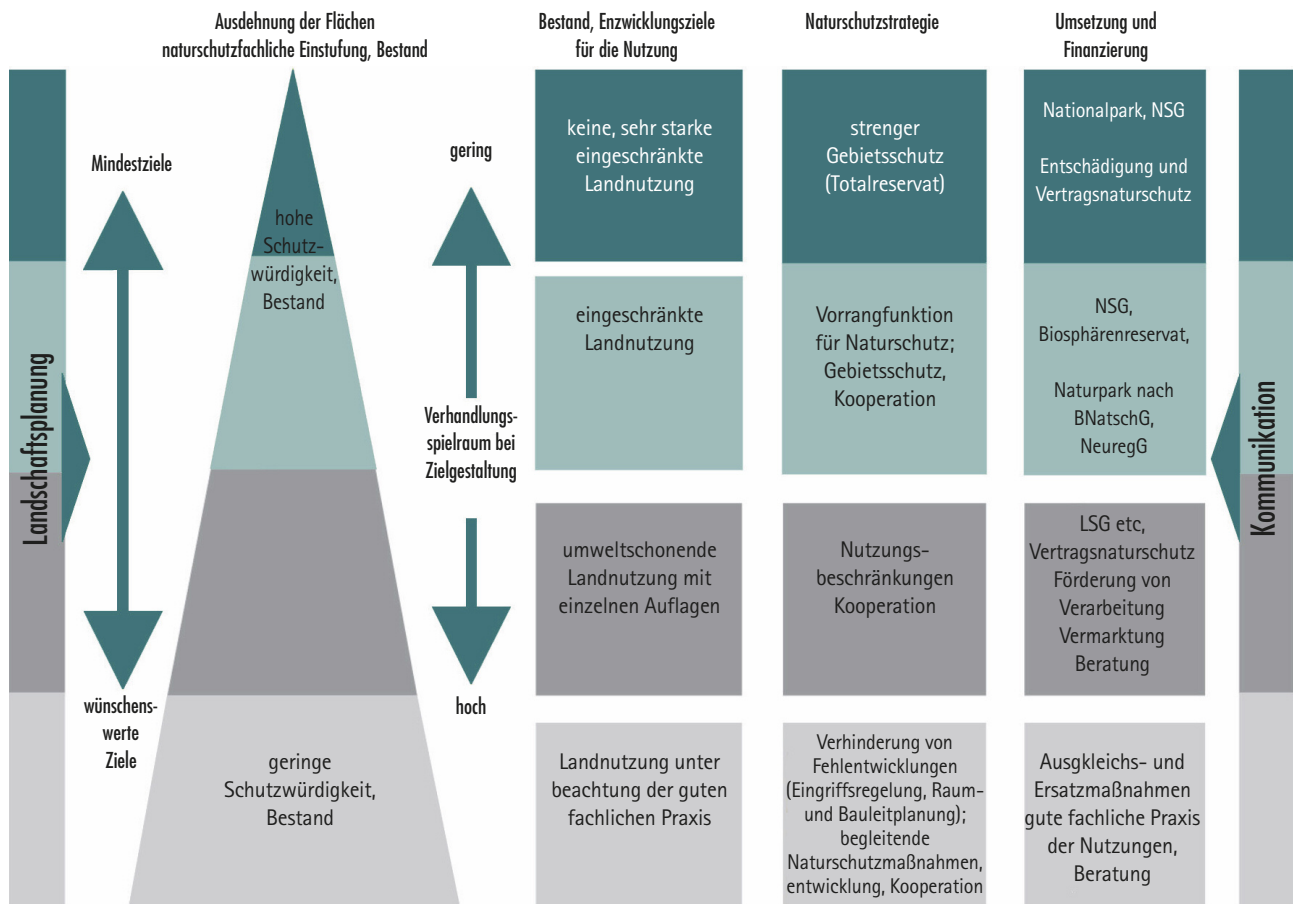 Ausdehnung der Flächen
naturschutzfachliche Einstufung, Bestand
Bestand, Enzwicklungsziele
für die Nutzung
Naturschutzstrategie
Umsetzung und
Finanzierung
Landschaftsplanung
Mindestziele
wünschens-
werte
Ziele
hohe
Schutz-
würdigkeit,
Bestand
geringe
Schutzwürdigkeit,
Bestand
gering
Verhandlungs-
spielraum bei
Zielgestaltung
hoch
keine, sehr starke
eingeschränkte
Landnutzung
strenger
Gebietsschutz
(Totalreservat)
Nationalpark, NSG
Entschädigung und
Vertragsnaturschutz
eingeschränkte
Landnutzung
Vorrangfunktion
für Naturschutz;
Gebietsschutz,
Kooperation
NSG,
Biosphärenreservat,
Naturpark nach
BNatschG,
NeuregG
umweltschonende
Landnutzung mit
einzelnen Auflagen
Nutzungs-
beschränkungen
Kooperation
LSG etc,
Vertragsnaturschutz
Förderung von
Verarbeitung
Vermarktung
Beratung
Landnutzung unter
beachtung der guten
fachlichen Praxis
Verhinderung von
Fehlentwicklungen
(Eingriffsregelung, Raum-
und Bauleitplanung);
begleitende
Naturschutzmaßnahmen,
entwicklung, Kooperation
Ausgkleichs- und
Ersatzmaßnahmen
gute fachliche Praxis
der Nutzungen,
Beratung
Kommunikation